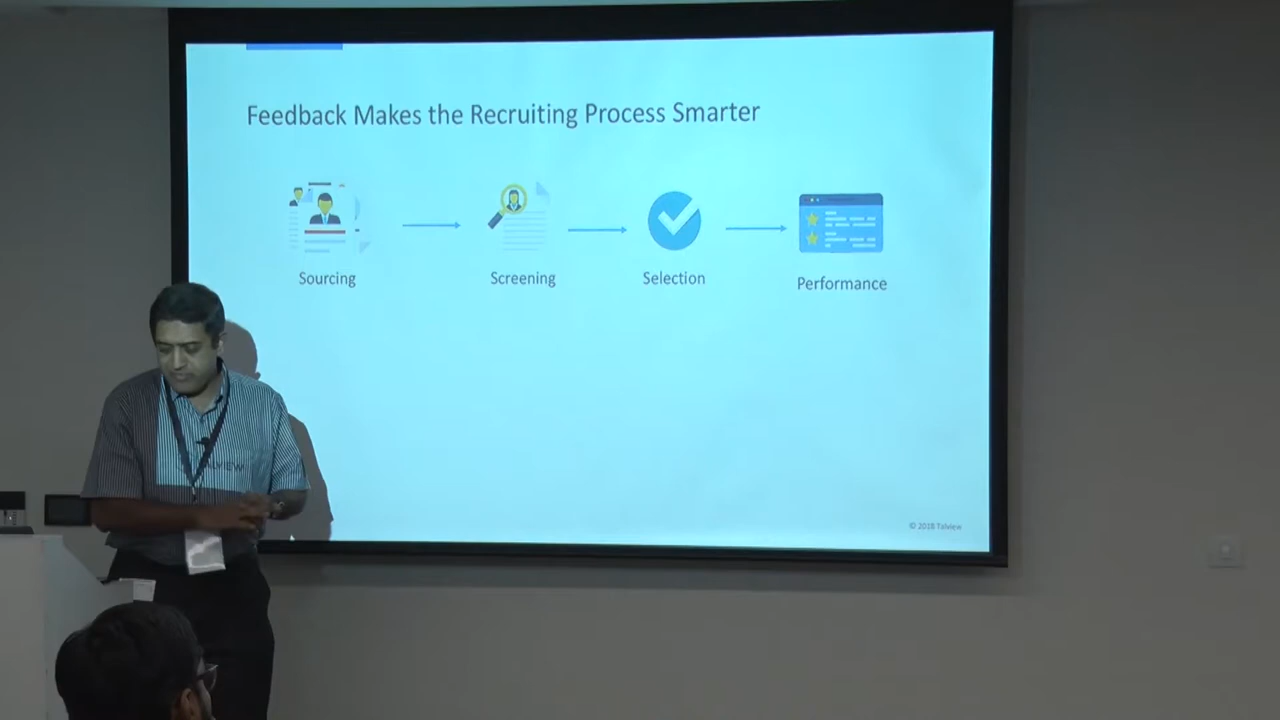 Feedback Makes the Recruiting Process Smarter
Sourcing
Screening
Selection
Performance
© 2018 Talview